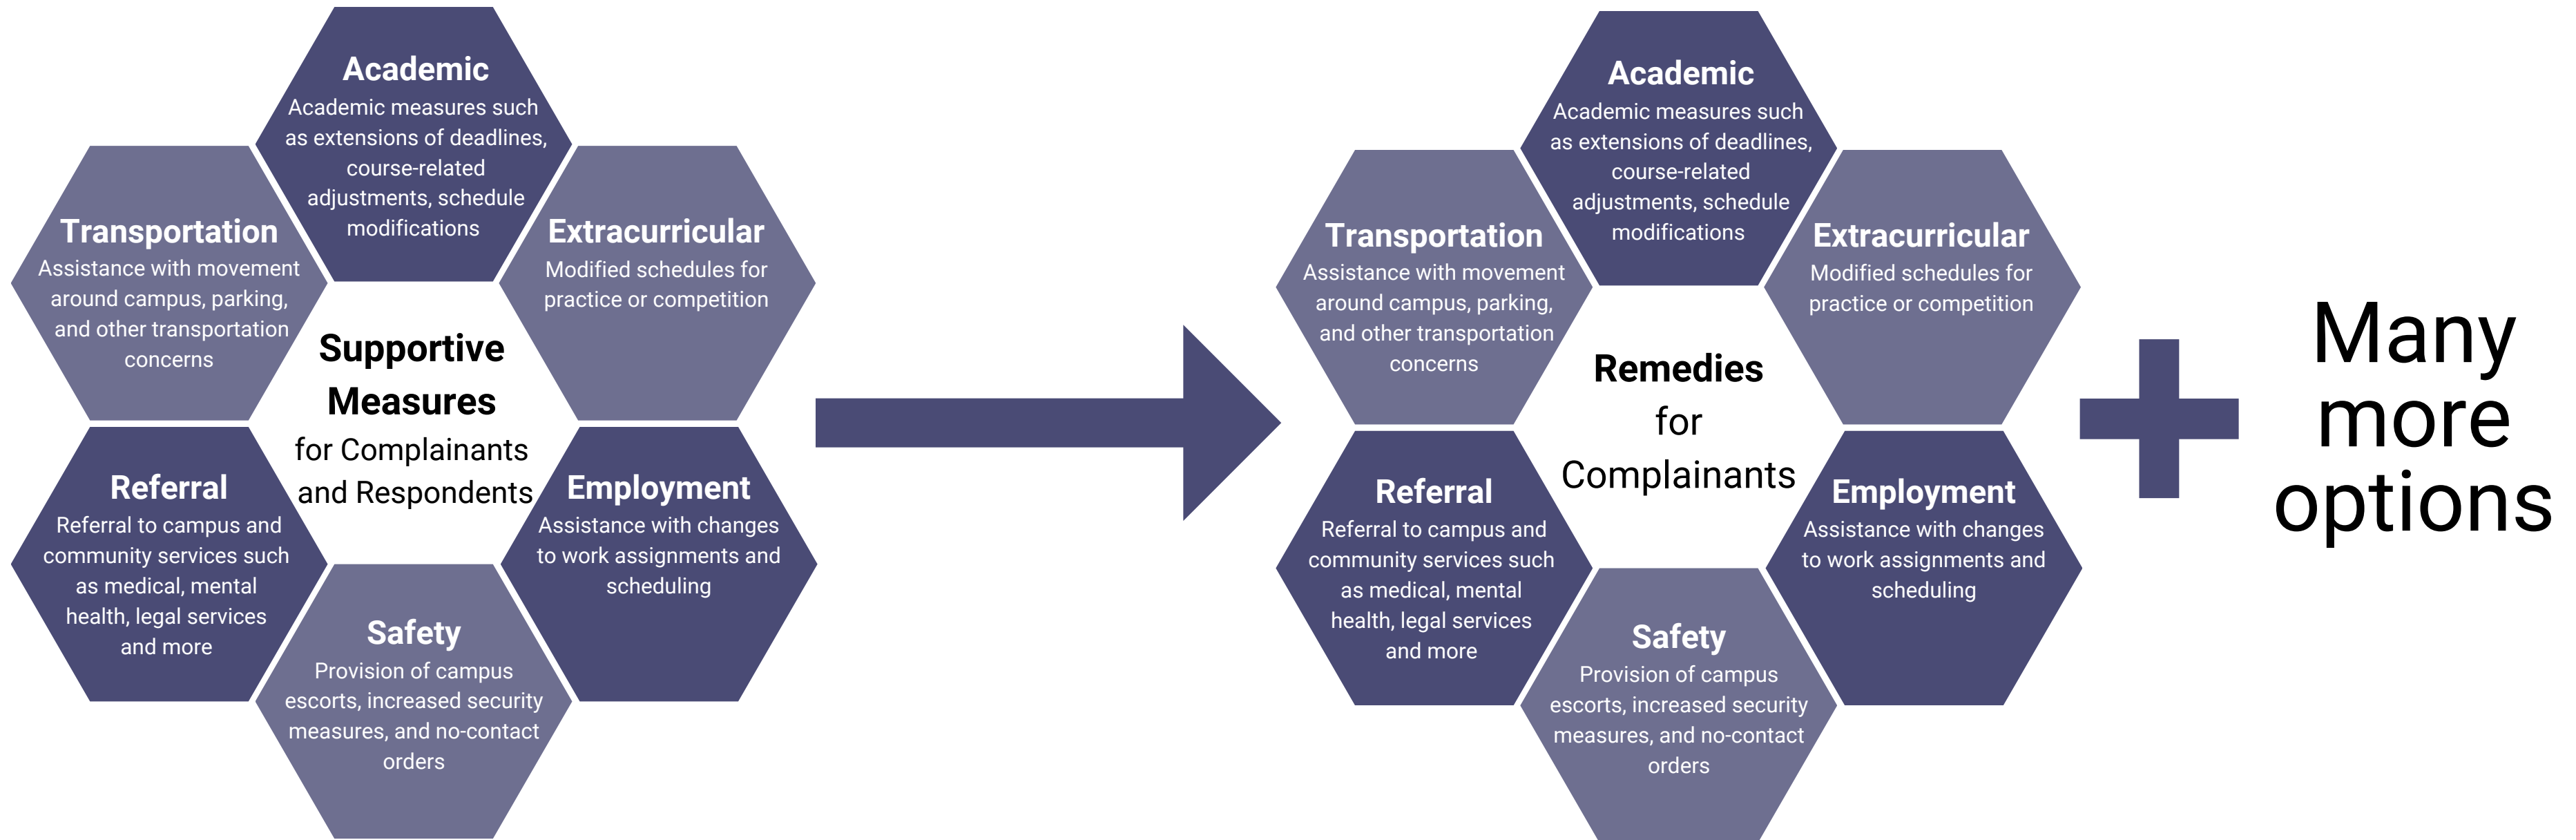 Academic
Academic measures such
as extensions of deadlines,
course-related
adjustments, schedule
modifications
Transportation
Assistance with movement
around campus, parking,
and other transportation
concerns
Extracurricular
Modified schedules for
practice or competition
Supportive
Measures
for Complainants
and Respondents
Referral
Referral to campus and
community services such
as medical, mental
health, legal services
and more
Employment
Assistance with changes
to work assignments and
scheduling
Safety
Provision of campus
escorts, increased security
measures, and no-contact
orders
Academic
Academic measures such
as extensions of deadlines,
course-related
adjustments, schedule
modifications
Transportation
Assistance with movement
around campus, parking,
and other transportation
concerns
Extracurricular
Modified schedules for
practice or competition
Remedies
for
Complainants
Referral
Referral to campus and
community services such
as medical, mental
health, legal services
and more
Employment
Assistance with changes
to work assignments and
scheduling
Safety
Provision of campus
escorts, increased security
measures, and no-contact
orders
Many
more
options